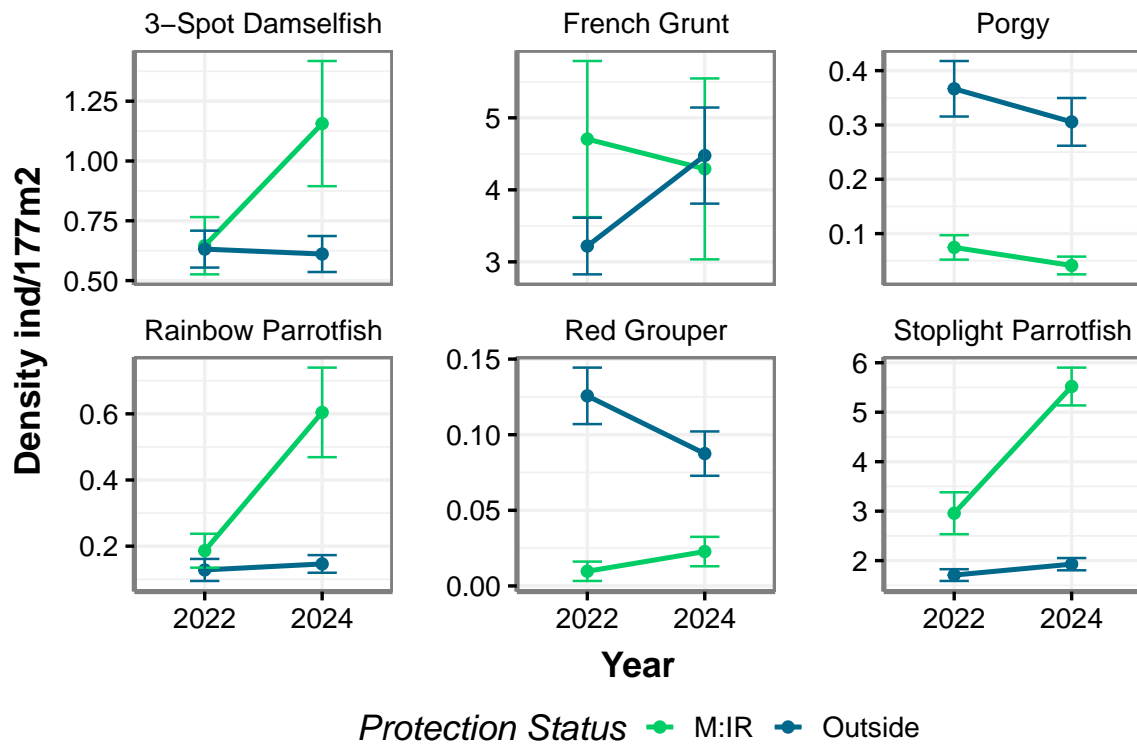 3−Spot Damselfish
French Grunt
Porgy
1.25
1.00
0.75
0.50
5
4
3
0.4
0.3
0.2
0.1
Rainbow Parrotfish
Red Grouper
Stoplight Parrotfish
0.6
0.4
0.2
0.15
0.10
0.05
0.00
6
5
4
3
2
2022 2024
2022 2024
2022 2024
Density ind/177m2
Year
Protection Status M:IR Outside